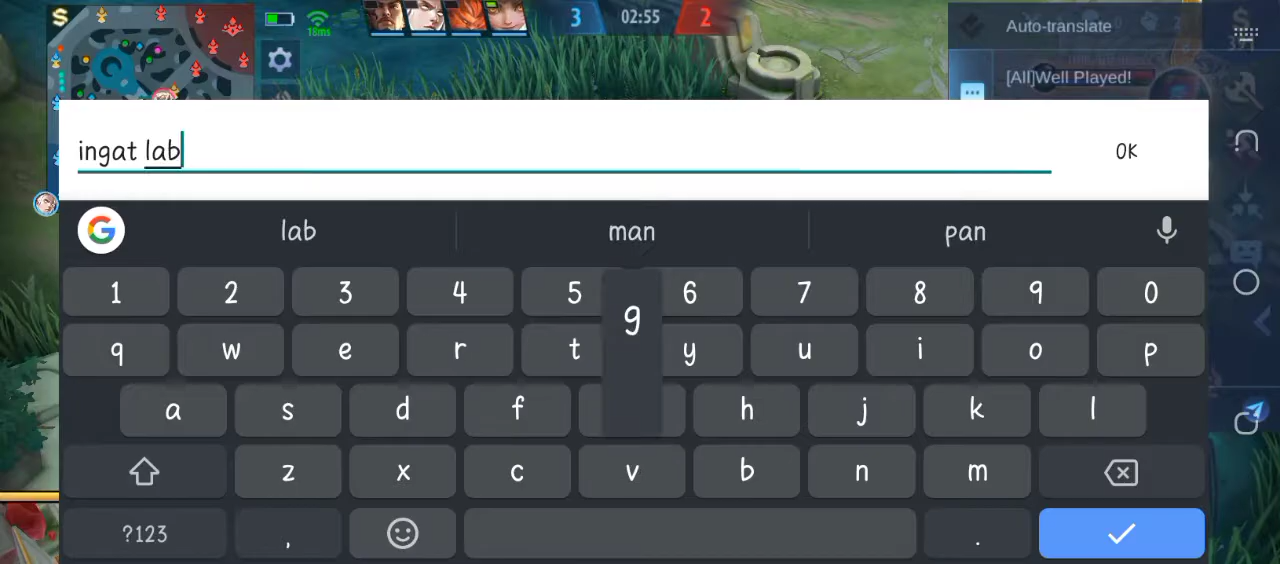 $
18ms
3
02:55
2
Auto-translate
[All]Well Played!
ingat lab
OK
G
lab
man
pan
1 2 3 4 5 6 7 8 9 0
q w e r t y u i o p
a s d f g h j k l
z x c v b n m
?123
,
.